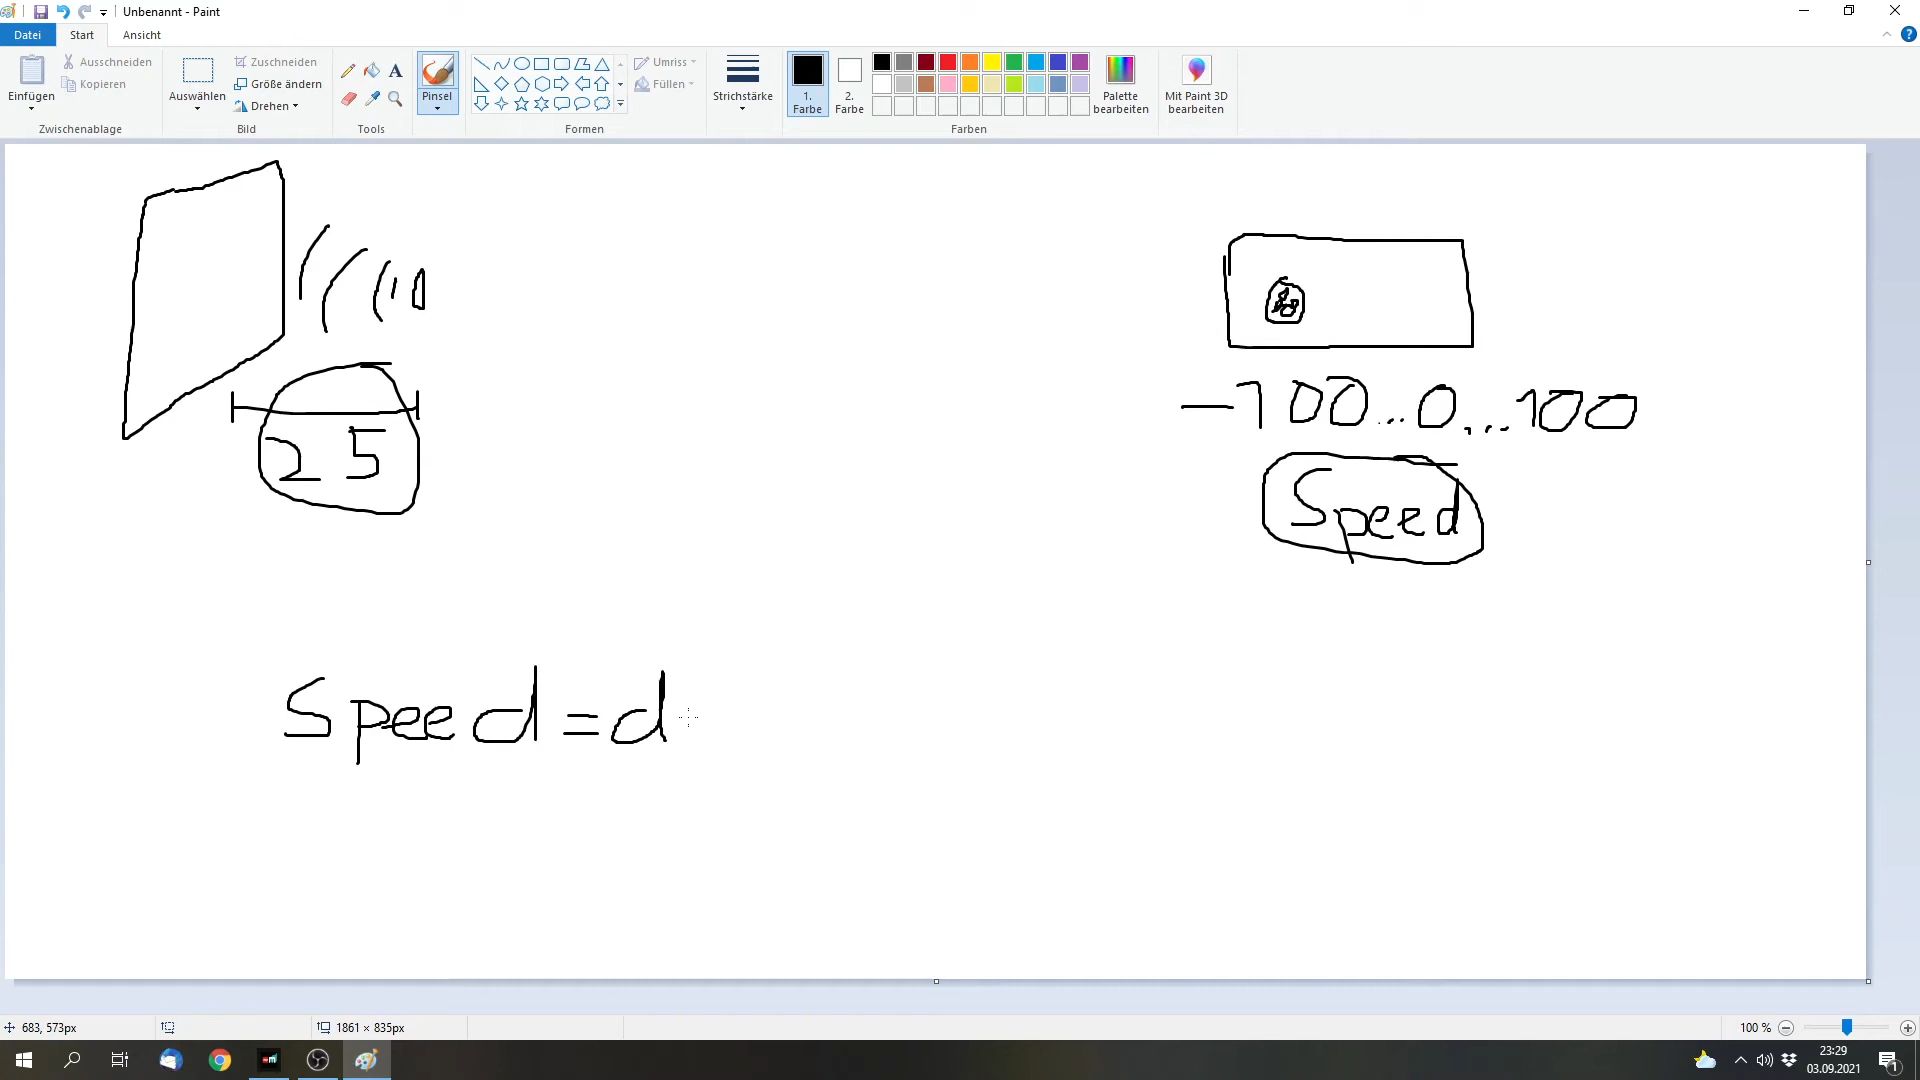 Unbenannt - Paint
Datei Start Ansicht
Einfügen Ausschneiden Kopieren Zwischenablage
Auswählen Zuschneiden Größe ändern Drehen Bild
Tools
Pinsel
Formen
Umriss
Füllen
Strichstärke
1. Farbe
2. Farbe
Farben
Palette bearbeiten
Mit Paint 3D bearbeiten
25
-100...0...100
Speed
Speed=d
683, 573px
1861 × 835px
100 %
23:29
03.09.2021